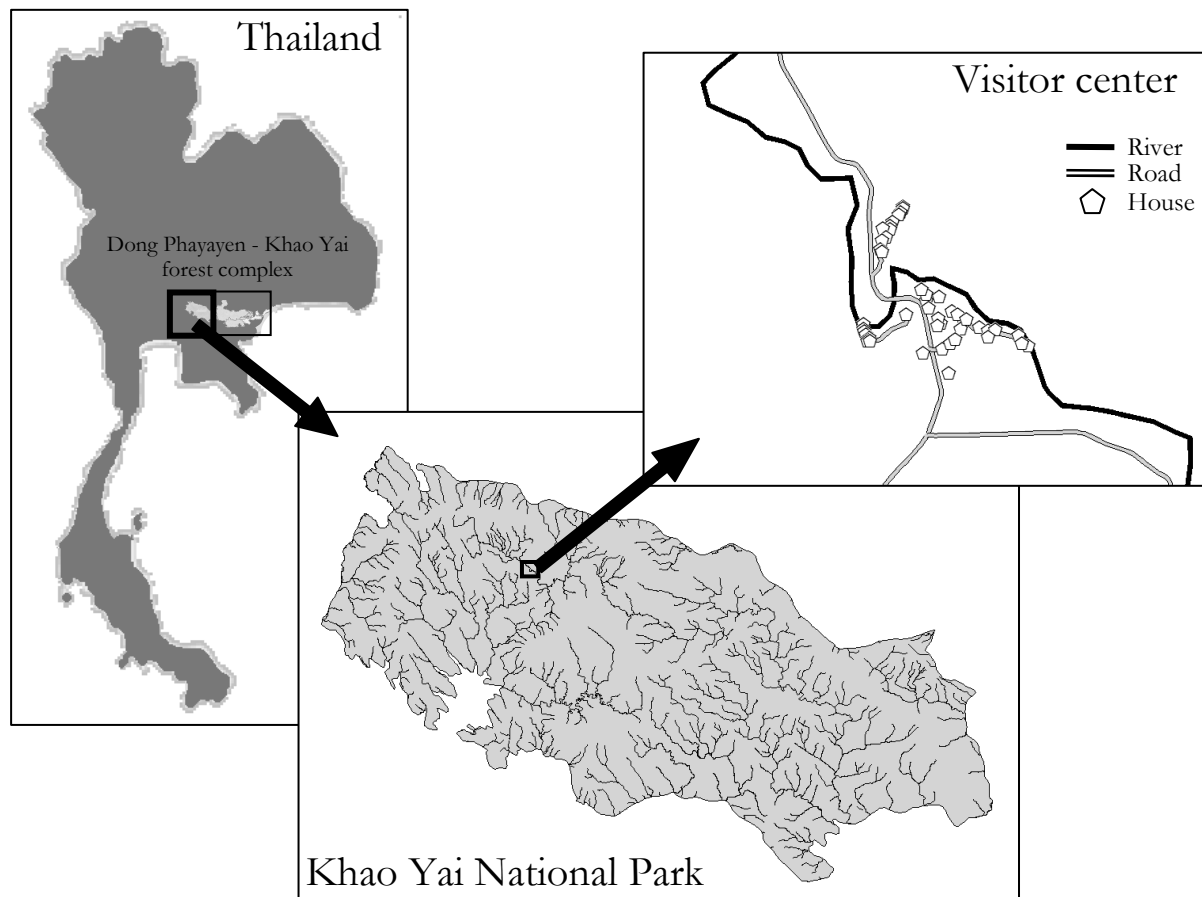 Thailand
Dong Phayayen - Khao Yai
forest complex
Visitor center
River
Road
House
Khao Yai National Park